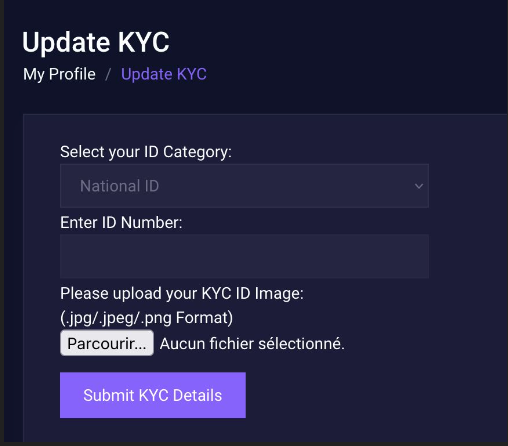 Update KYC
My Profile / Update KYC
Select your ID Category:
National ID
Enter ID Number:
Please upload your KYC ID Image:
(.jpg/.jpeg/.png Format)
Parcourir... Aucun fichier sélectionné.
Submit KYC Details